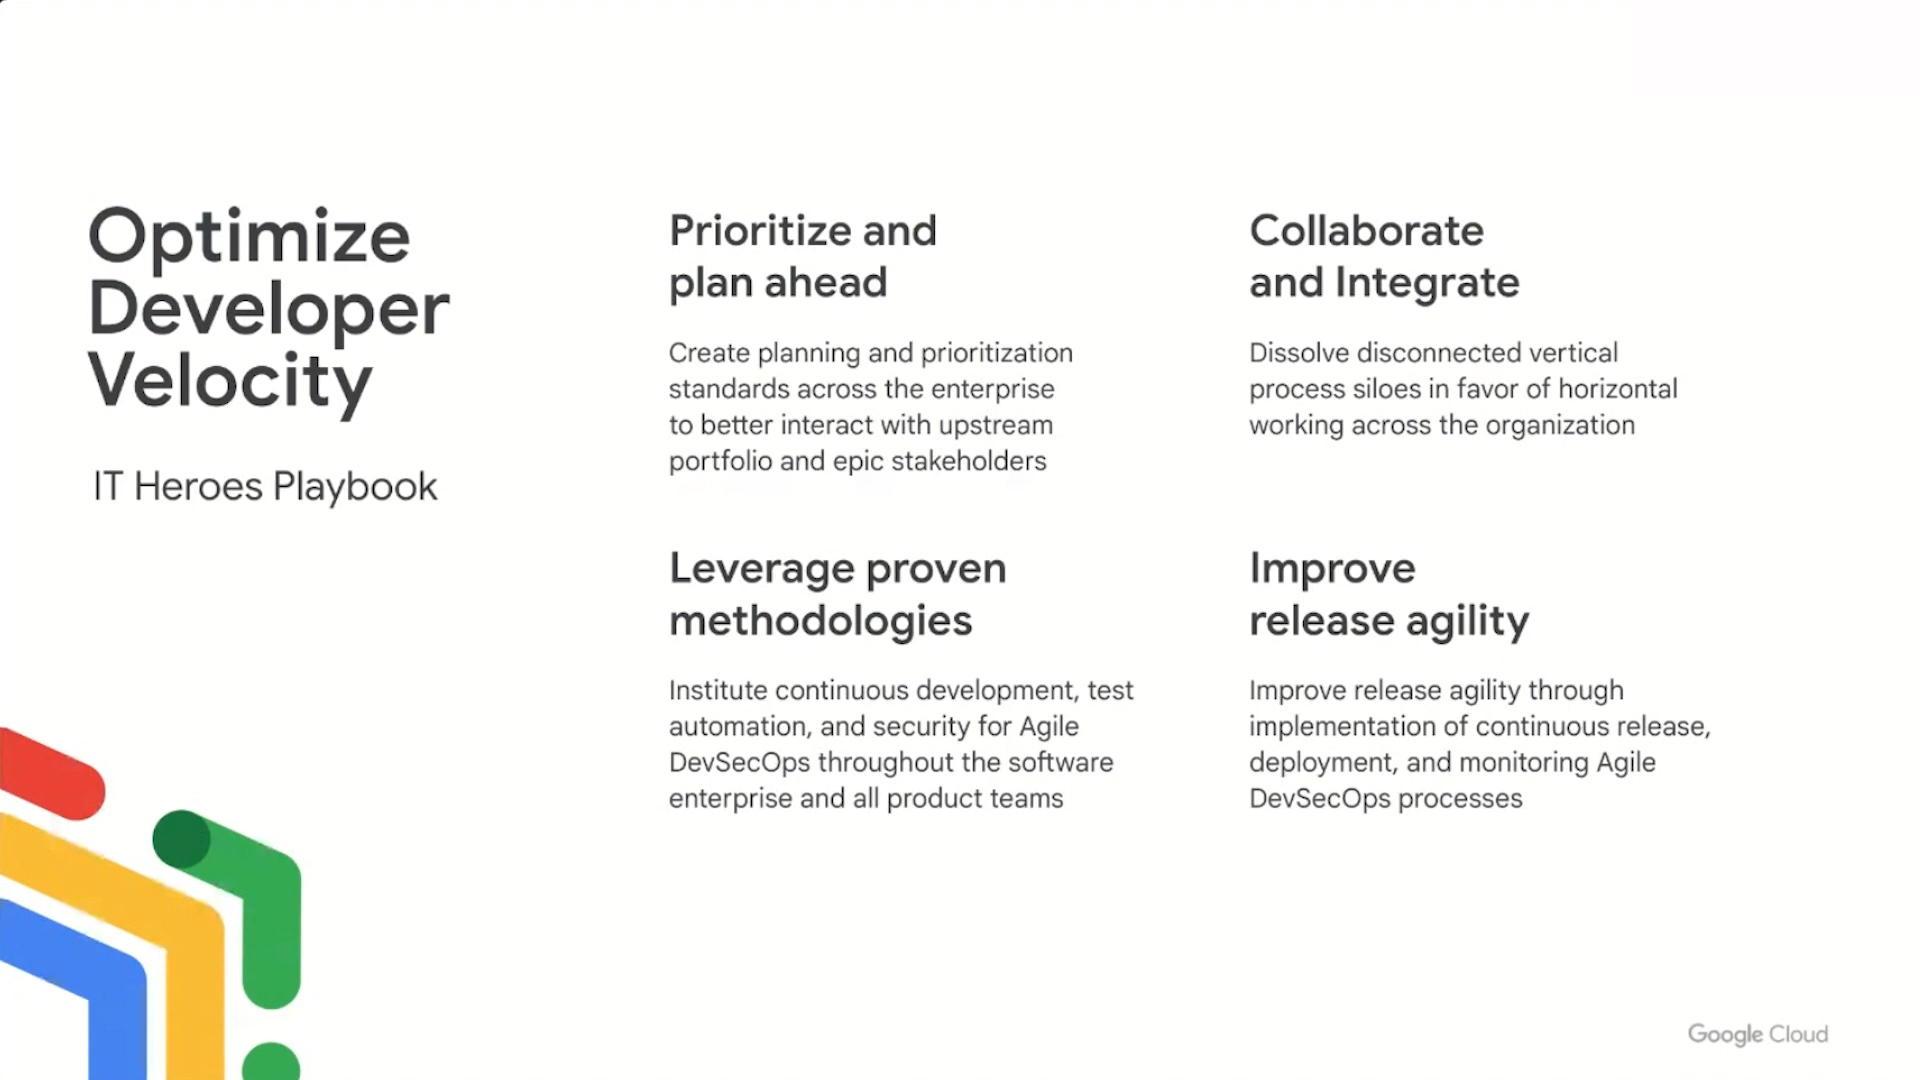 Optimize
Developer
Velocity
IT Heroes Playbook
Prioritize and
plan ahead
Create planning and prioritization
standards across the enterprise
to better interact with upstream
portfolio and epic stakeholders
Collaborate
and Integrate
Dissolve disconnected vertical
process siloes in favor of horizontal
working across the organization
Leverage proven
methodologies
Institute continuous development, test
automation, and security for Agile
DevSecOps throughout the software
enterprise and all product teams
Improve
release agility
Improve release agility through
implementation of continuous release,
deployment, and monitoring Agile
DevSecOps processes
Google Cloud